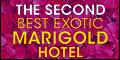 THE SECOND
BEST EXOTIC
MARIGOLD
HOTEL